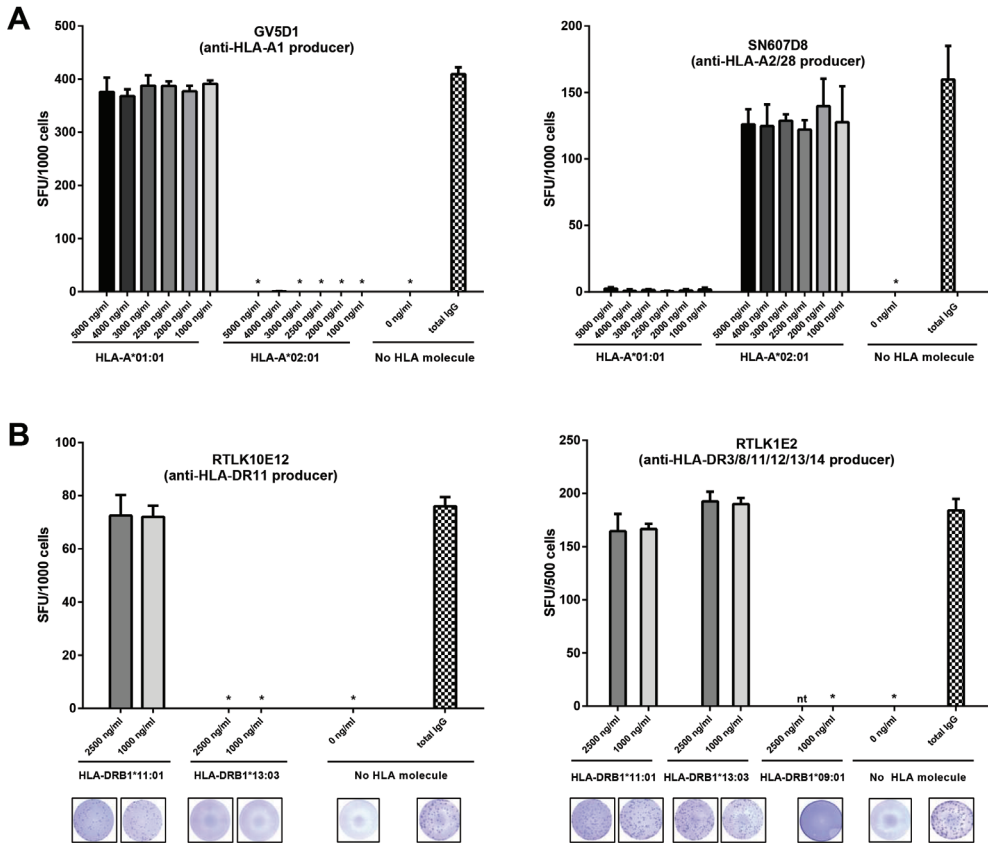 A
GV5D1
(anti-HLA-A1 producer)
SFU/1000 cells
500
400
300
200
100
0
* * * * * *
5000 ng/ml 4000 ng/ml 3000 ng/ml 2500 ng/ml 2000 ng/ml 1000 ng/ml 5000 ng/ml 4000 ng/ml 3000 ng/ml 2500 ng/ml 2000 ng/ml 1000 ng/ml 0 ng/ml total IgG
HLA-A*01:01 HLA-A*02:01 No HLA molecule
SN607D8
(anti-HLA-A2/28 producer)
SFU/1000 cells
200
150
100
50
0
*
5000 ng/ml 4000 ng/ml 3000 ng/ml 2500 ng/ml 2000 ng/ml 1000 ng/ml 5000 ng/ml 4000 ng/ml 3000 ng/ml 2500 ng/ml 2000 ng/ml 1000 ng/ml 0 ng/ml total IgG
HLA-A*01:01 HLA-A*02:01 No HLA molecule
B
RTLK10E12
(anti-HLA-DR11 producer)
SFU/1000 cells
100
80
60
40
20
0
* * *
2500 ng/ml 1000 ng/ml 2500 ng/ml 1000 ng/ml 0 ng/ml total IgG
HLA-DRB1*11:01 HLA-DRB1*13:03 No HLA molecule
RTLK1E2
(anti-HLA-DR3/8/11/12/13/14 producer)
SFU/500 cells
250
200
150
100
50
0
nt * *
2500 ng/ml 1000 ng/ml 2500 ng/ml 1000 ng/ml 2500 ng/ml 1000 ng/ml 0 ng/ml total IgG
HLA-DRB1*11:01 HLA-DRB1*13:03 HLA-DRB1*09:01 No HLA molecule